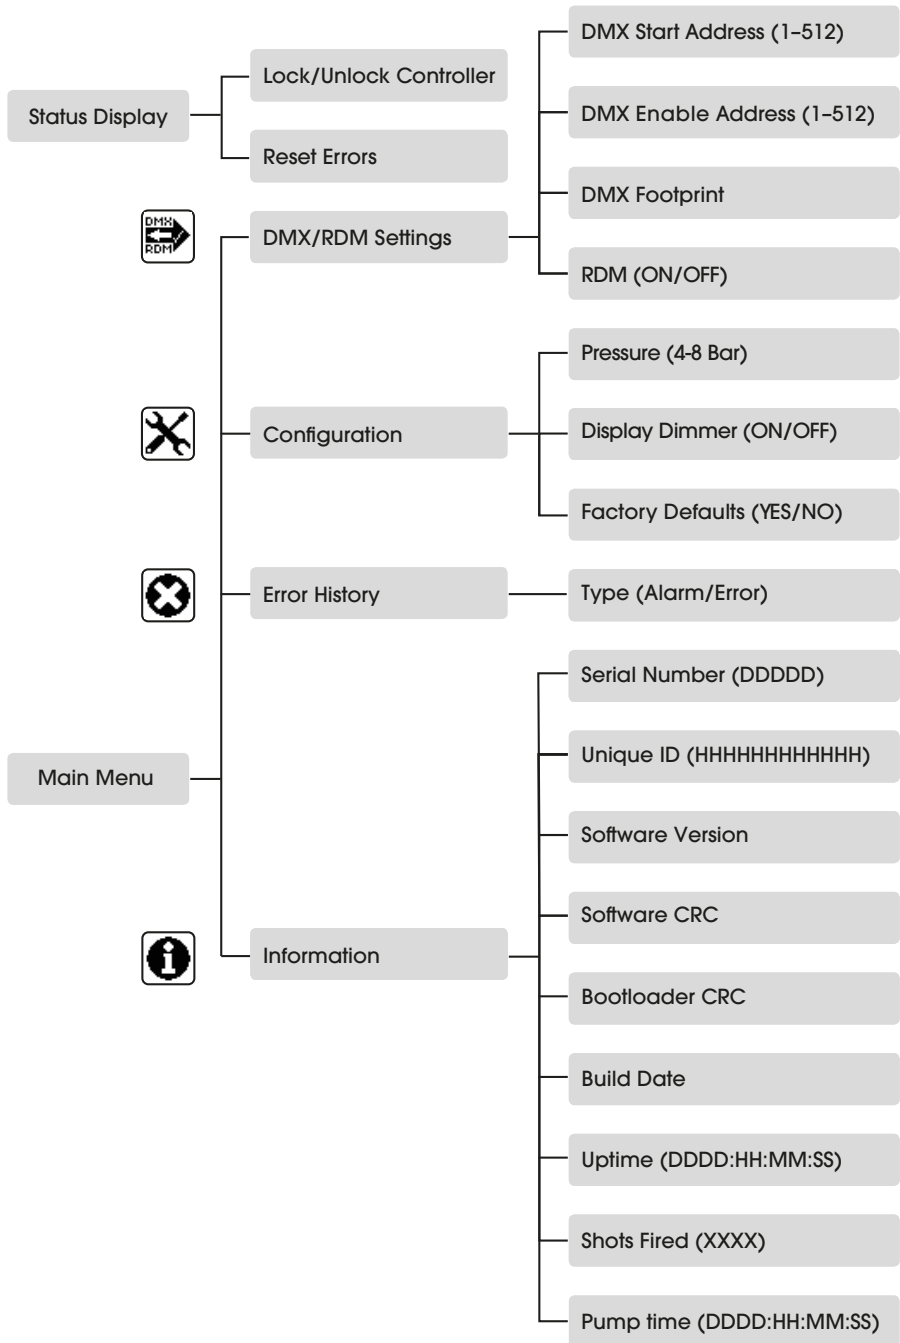 Status Display
Lock/Unlock Controller
Reset Errors
DMX
RDM
DMX/RDM Settings
DMX Start Address (1–512)
DMX Enable Address (1–512)
DMX Footprint
RDM (ON/OFF)
Configuration
Pressure (4-8 Bar)
Display Dimmer (ON/OFF)
Factory Defaults (YES/NO)
Error History
Type (Alarm/Error)
Main Menu
Information
Serial Number (DDDDD)
Unique ID (HHHHHHHHHHHH)
Software Version
Software CRC
Bootloader CRC
Build Date
Uptime (DDDD:HH:MM:SS)
Shots Fired (XXXX)
Pump time (DDDD:HH:MM:SS)